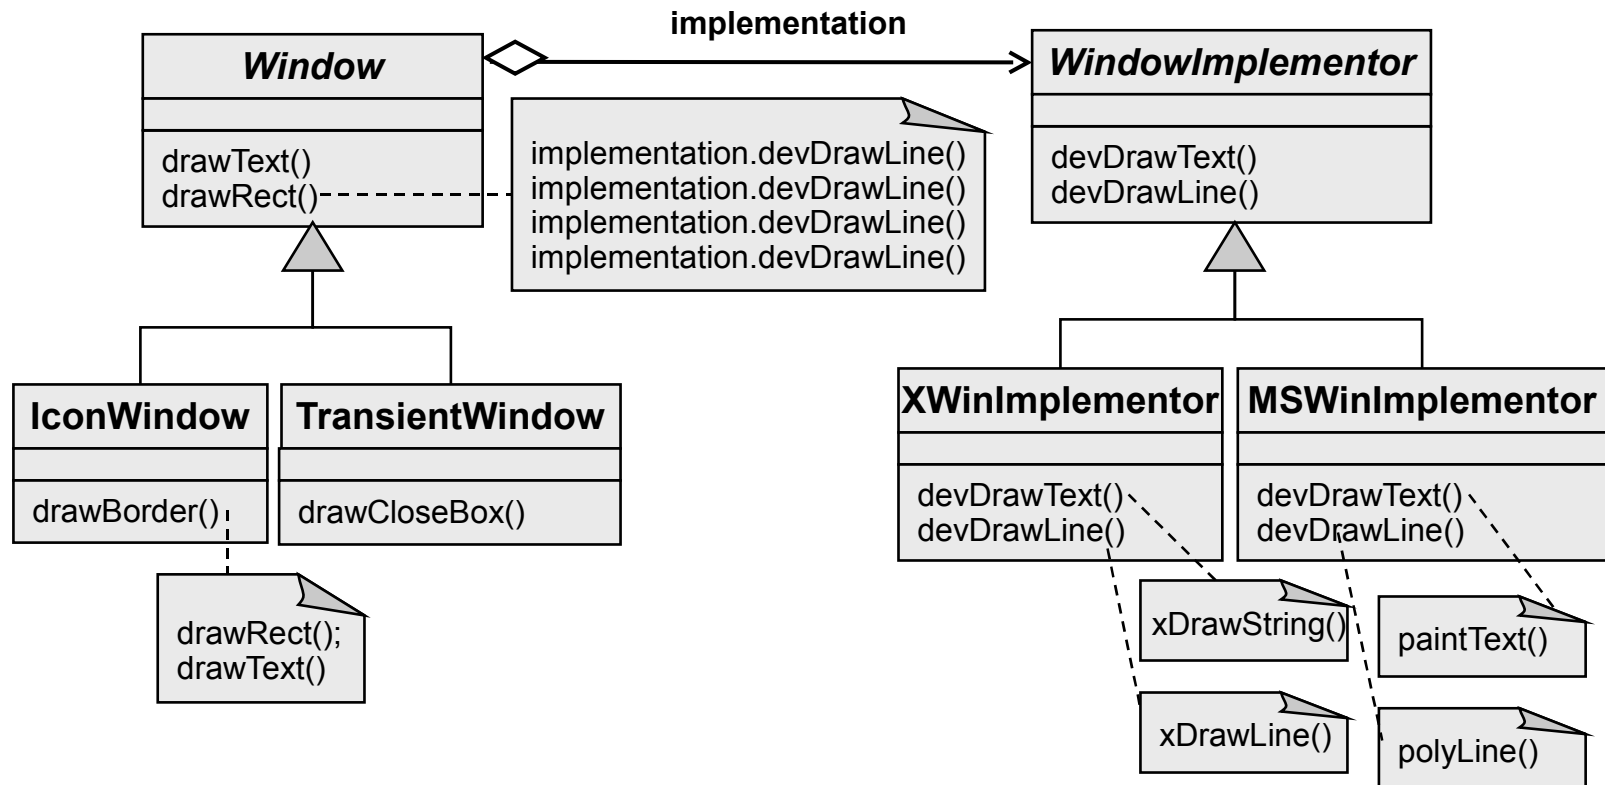 implementation
Window
WindowImplementor
drawText()
drawRect()
implementation.devDrawLine()
implementation.devDrawLine()
implementation.devDrawLine()
implementation.devDrawLine()
devDrawText()
devDrawLine()
IconWindow
TransientWindow
drawBorder()
drawCloseBox()
drawRect();
drawText()
XWinImplementor
MSWinImplementor
devDrawText()
devDrawLine()
devDrawText()
devDrawLine()
xDrawString()
paintText()
xDrawLine()
polyLine()